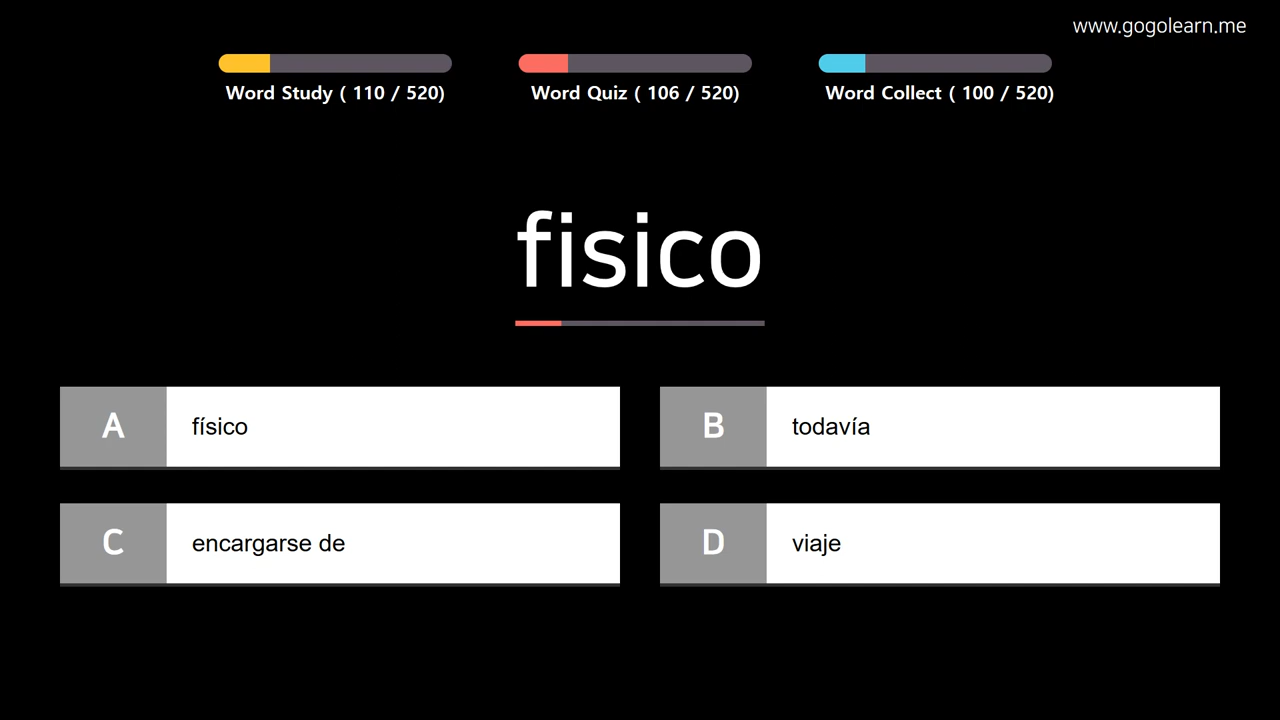 www.gogolearn.me
Word Study ( 110 / 520)
Word Quiz ( 106 / 520)
Word Collect ( 100 / 520)
fisico
A físico
B todavía
C encargarse de
D viaje